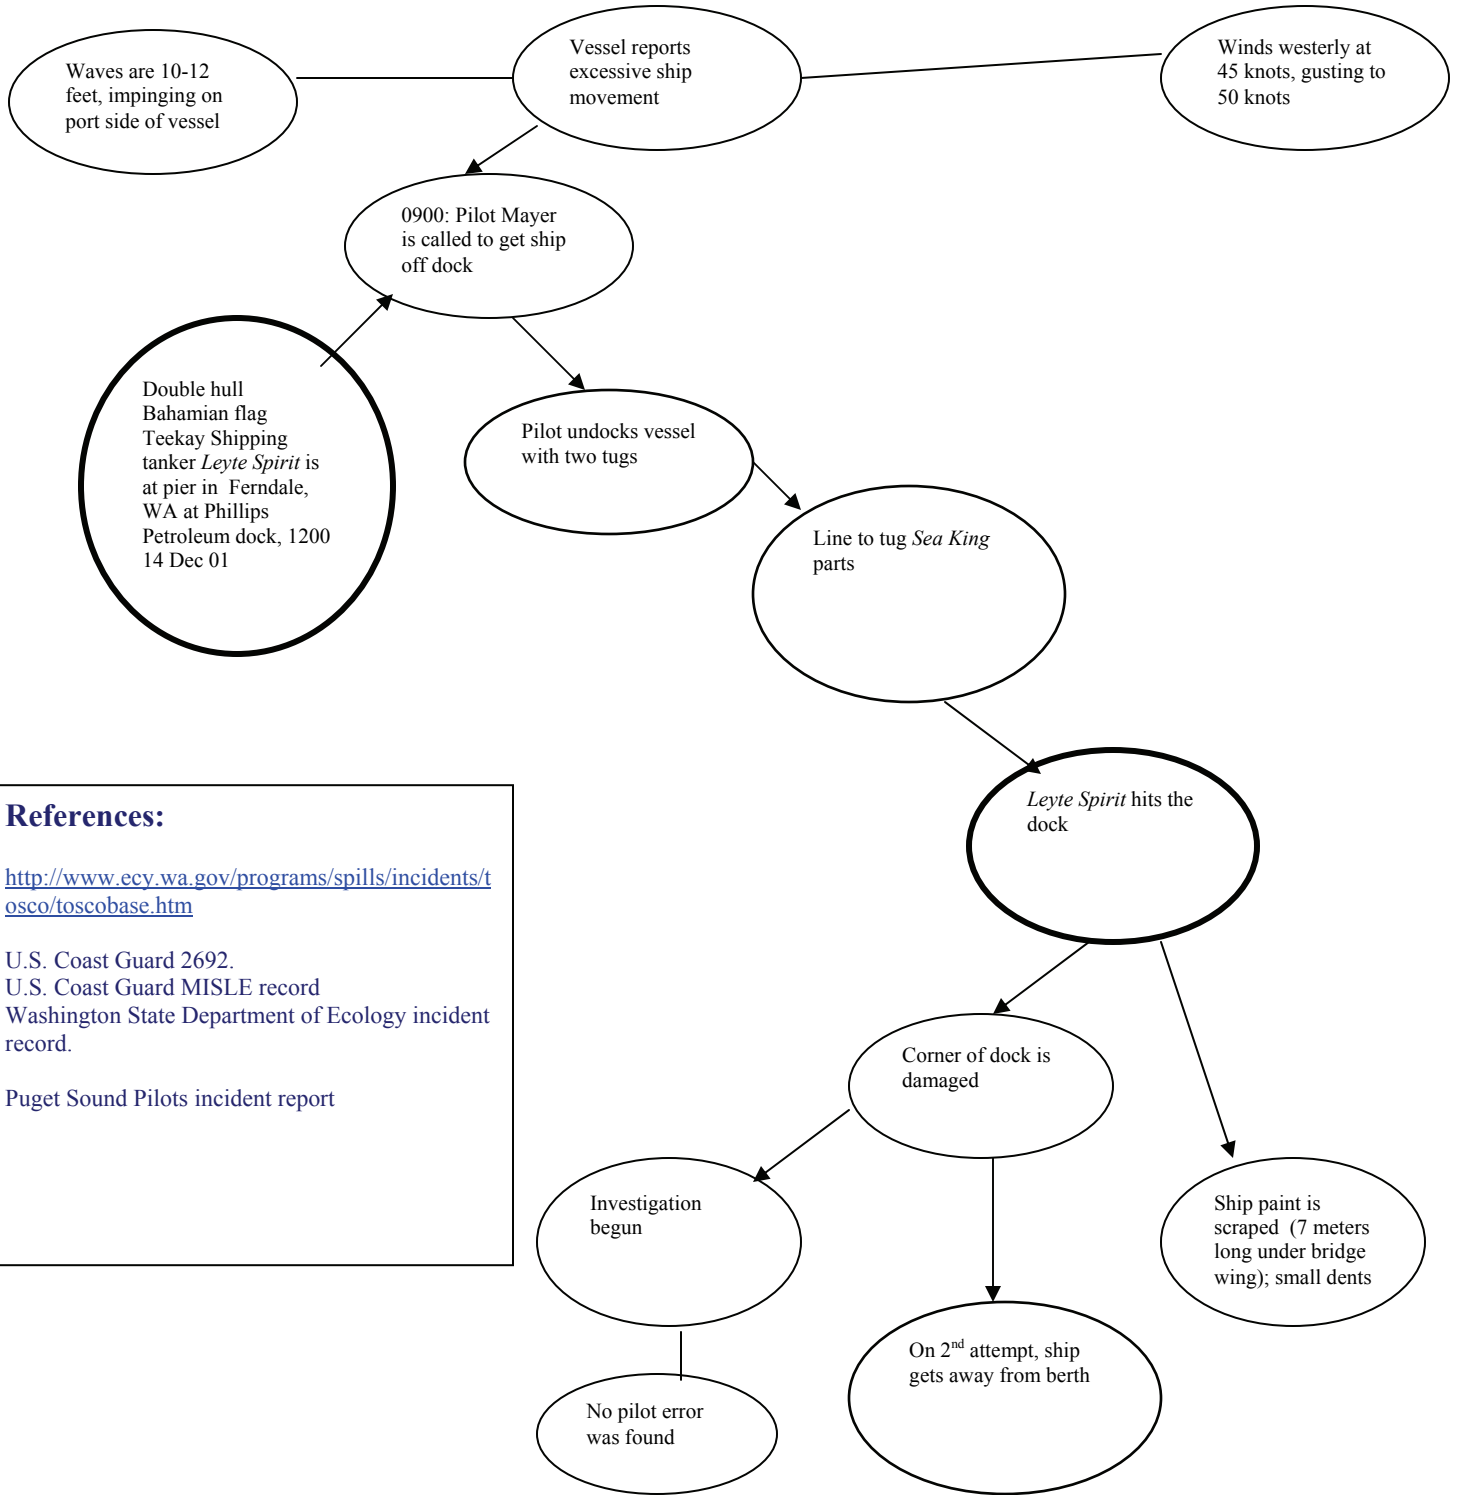 Waves are 10-12
feet, impinging on
port side of vessel
Vessel reports
excessive ship
movement
Winds westerly at
45 knots, gusting to
50 knots
0900: Pilot Mayer
is called to get ship
off dock
Double hull
Bahamian flag
Teekay Shipping
tanker Leyte Spirit is
at pier in Ferndale,
WA at Phillips
Petroleum dock, 1200
14 Dec 01
Pilot undocks vessel
with two tugs
Line to tug Sea King
parts
Leyte Spirit hits the
dock
References:
http://www.ecy.wa.gov/programs/spills/incidents/t
osco/toscobase.htm
U.S. Coast Guard 2692.
U.S. Coast Guard MISLE record
Washington State Department of Ecology incident
record.
Puget Sound Pilots incident report
Corner of dock is
damaged
Investigation
begun
Ship paint is
scraped (7 meters
long under bridge
wing); small dents
On 2nd attempt, ship
gets away from berth
No pilot error
was found